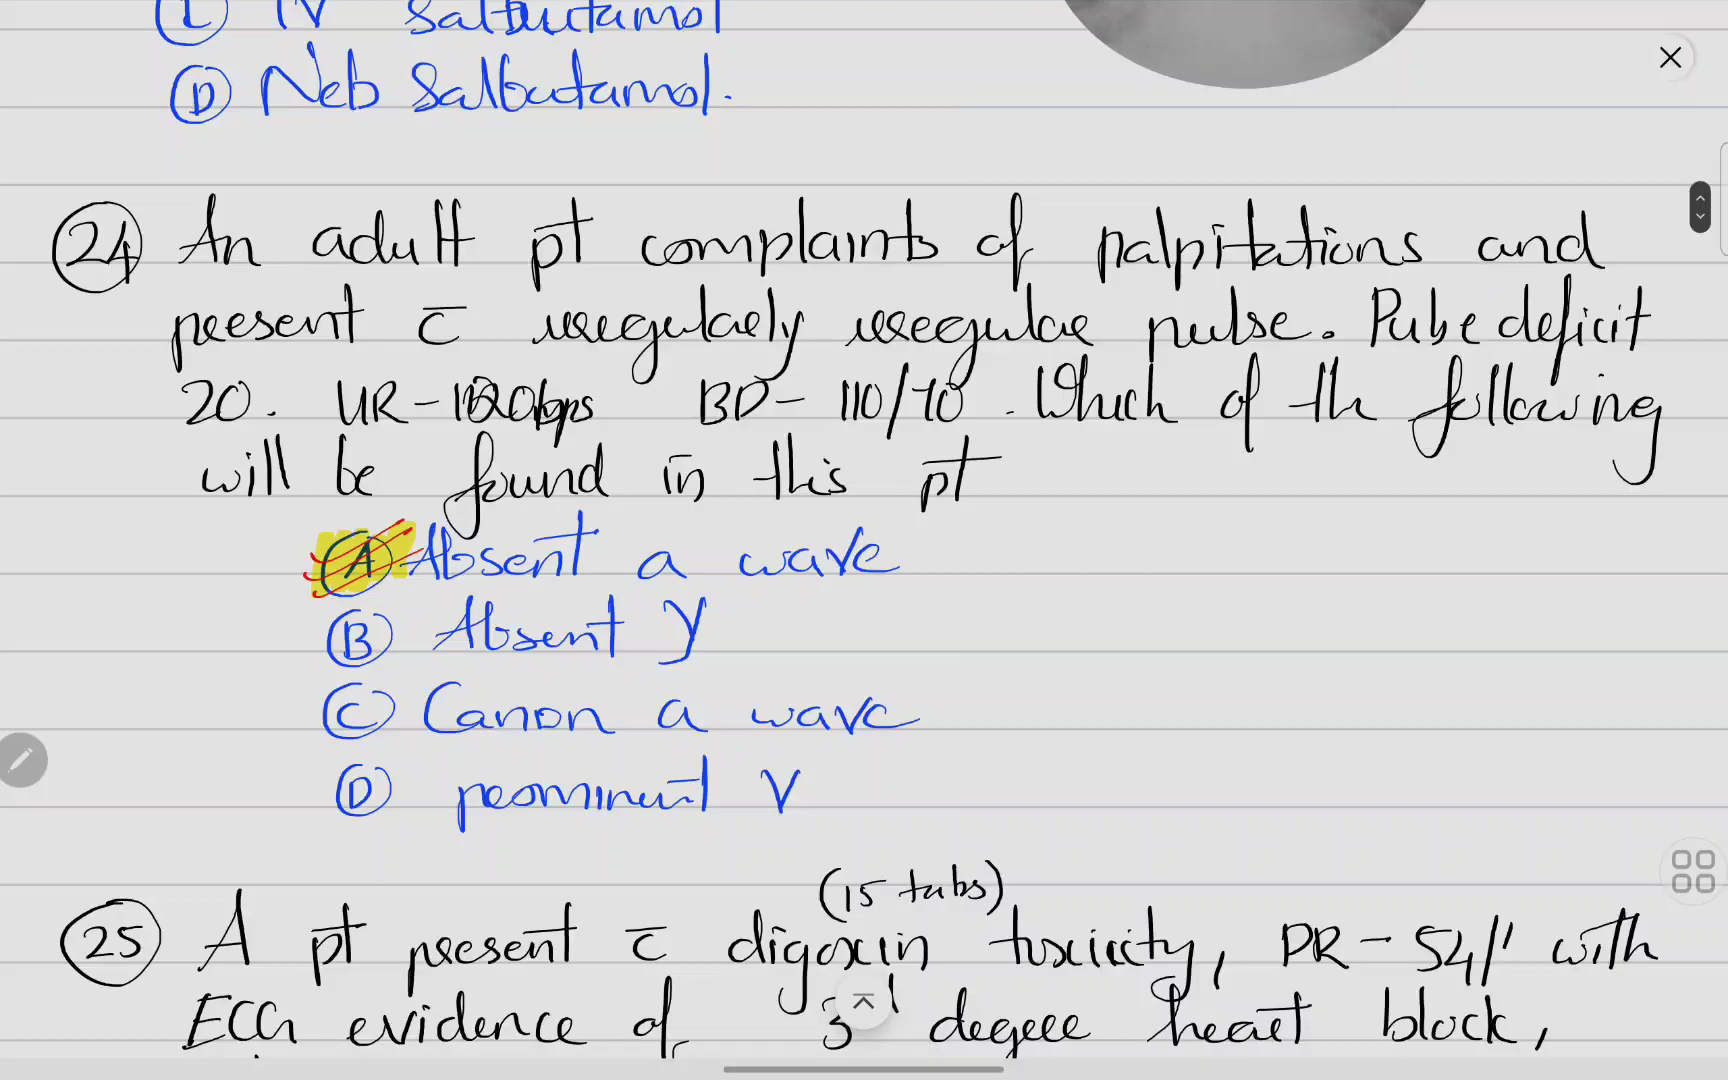 IV Salbutamol
(D) Neb Salbutamol.
(24) An adult pt complaints of palpitations and
present c̄ irregularly irregular pulse. Pulse deficit
20. HR - 120bps BP - 110/70. Which of the following
will be found in this pt
(A) Absent a wave
(B) Absent y
(C) Canon a wave
(D) prominent V
(15 tabs)
(25) A pt present c̄ digoxin toxicity, PR - 54/' with
ECG evidence of 3 degree heart block,